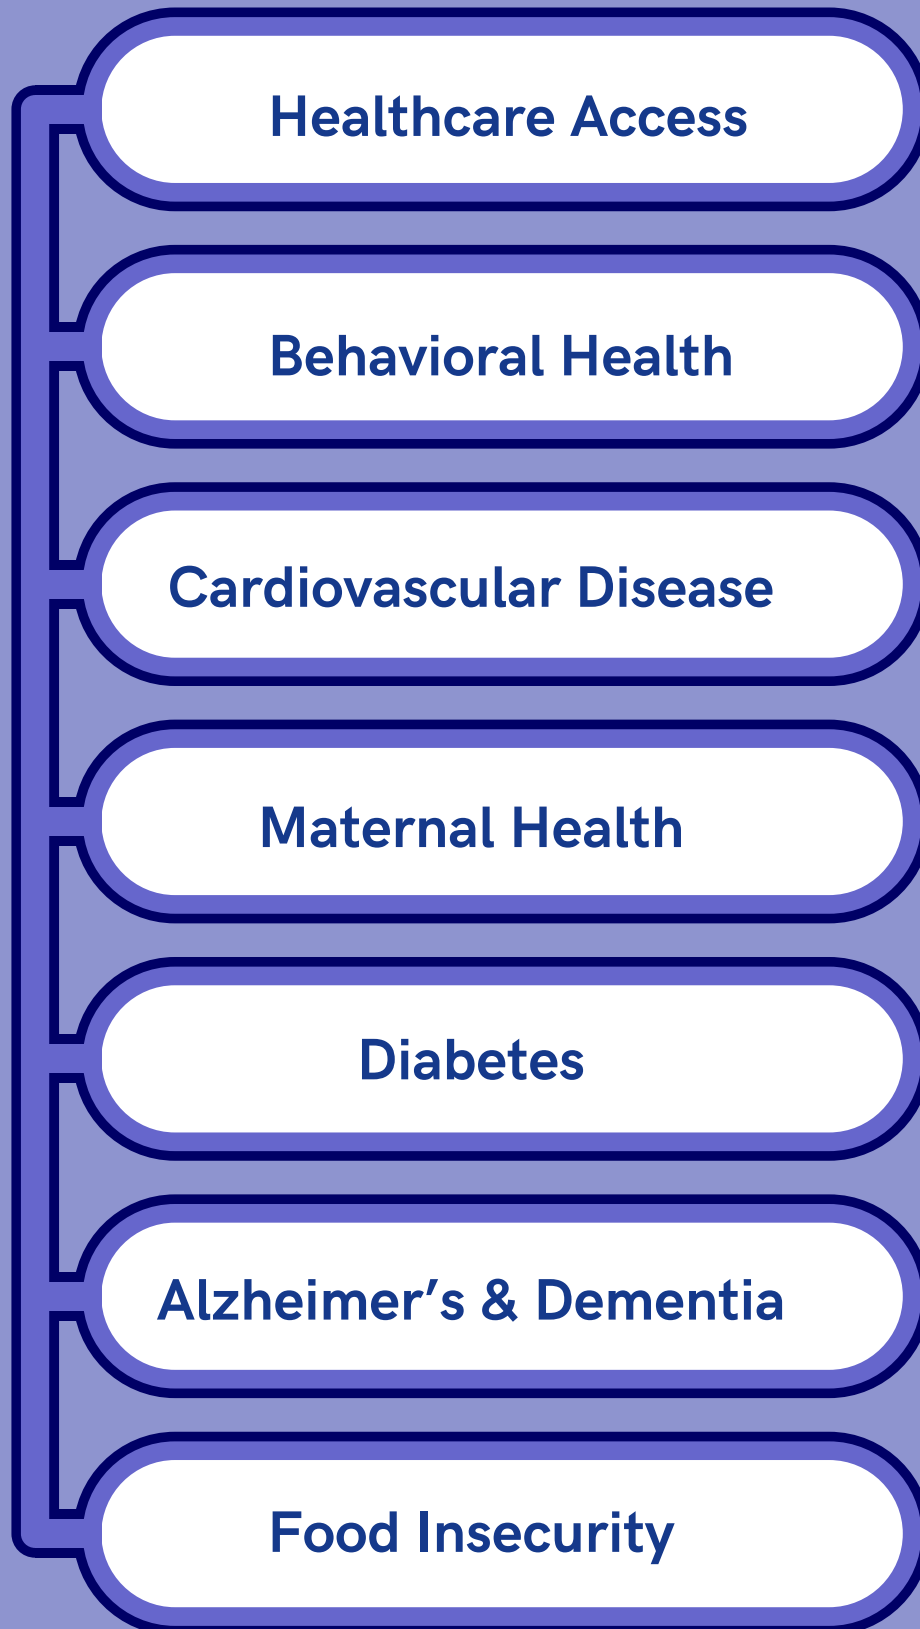 Healthcare Access
Behavioral Health
Cardiovascular Disease
Maternal Health
Diabetes
Alzheimer’s & Dementia
Food Insecurity